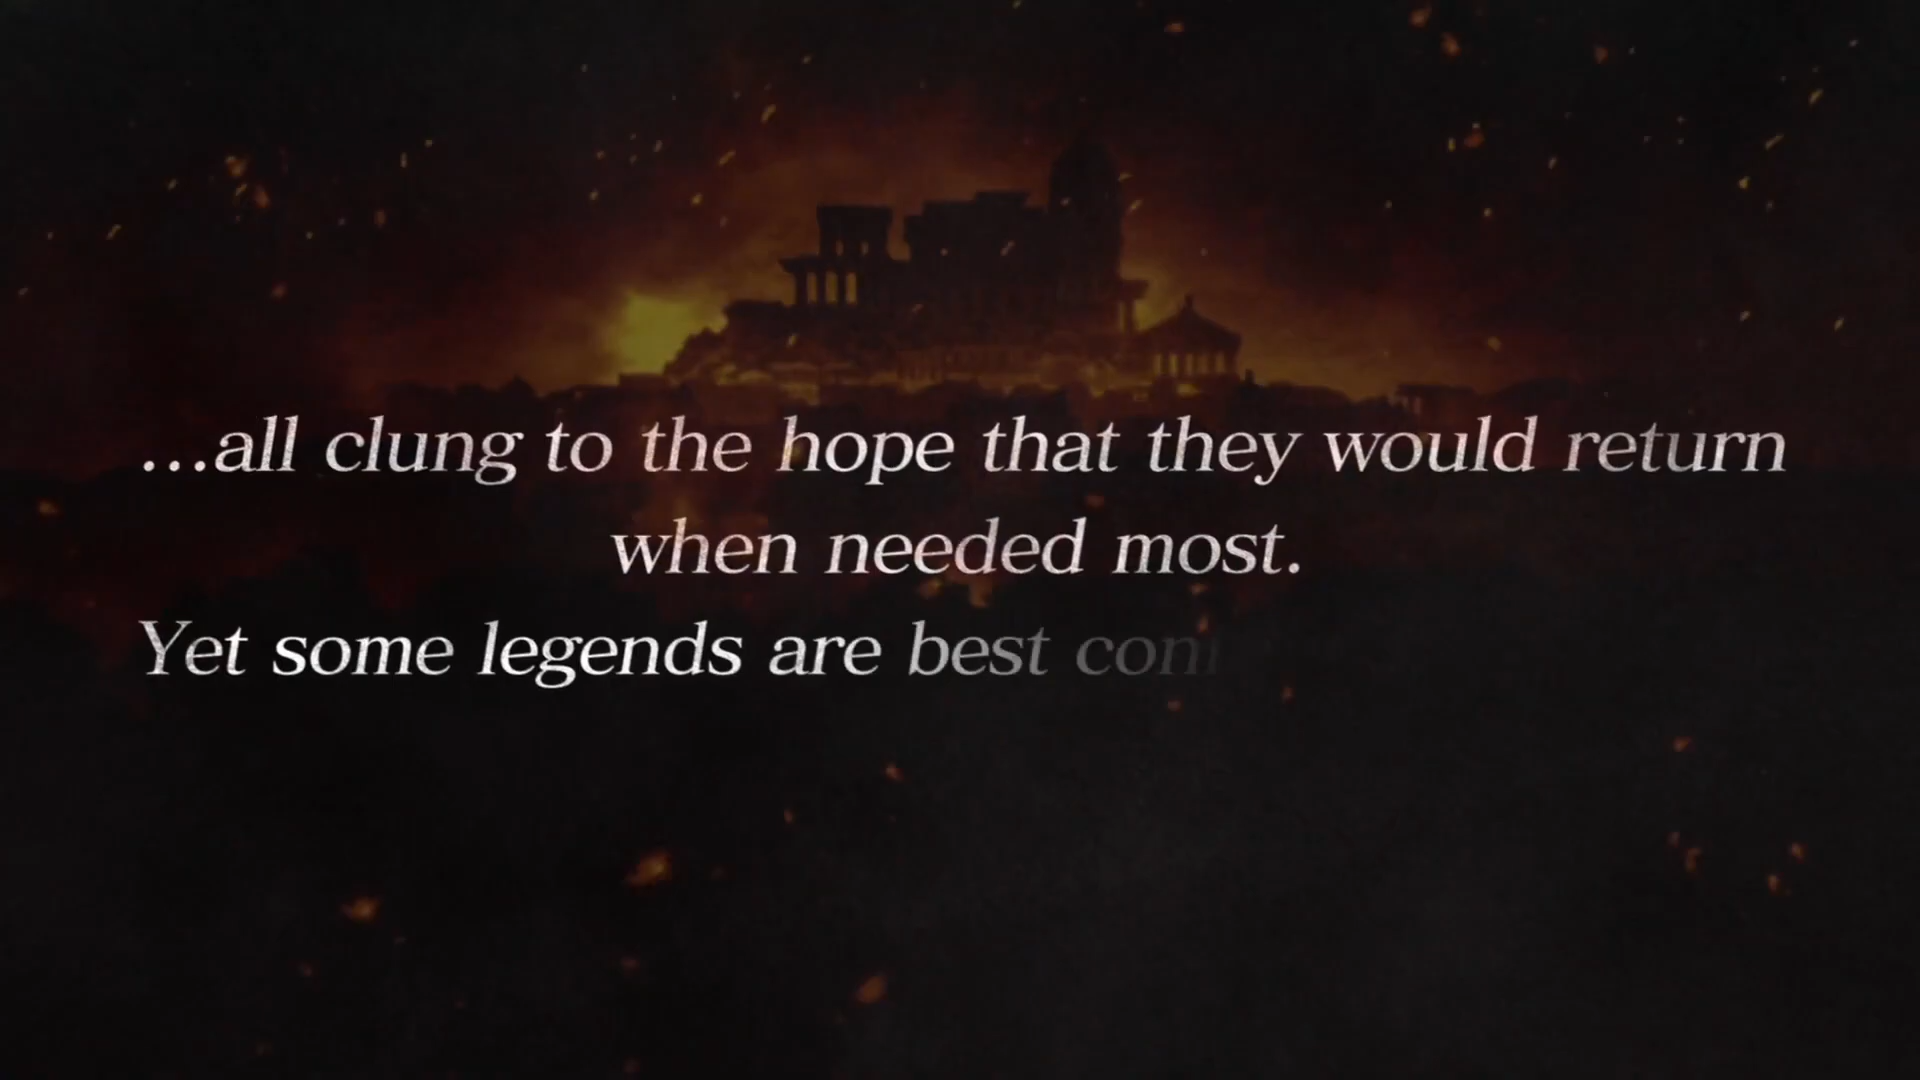 …all clung to the hope that they would return
when needed most.
Yet some legends are best